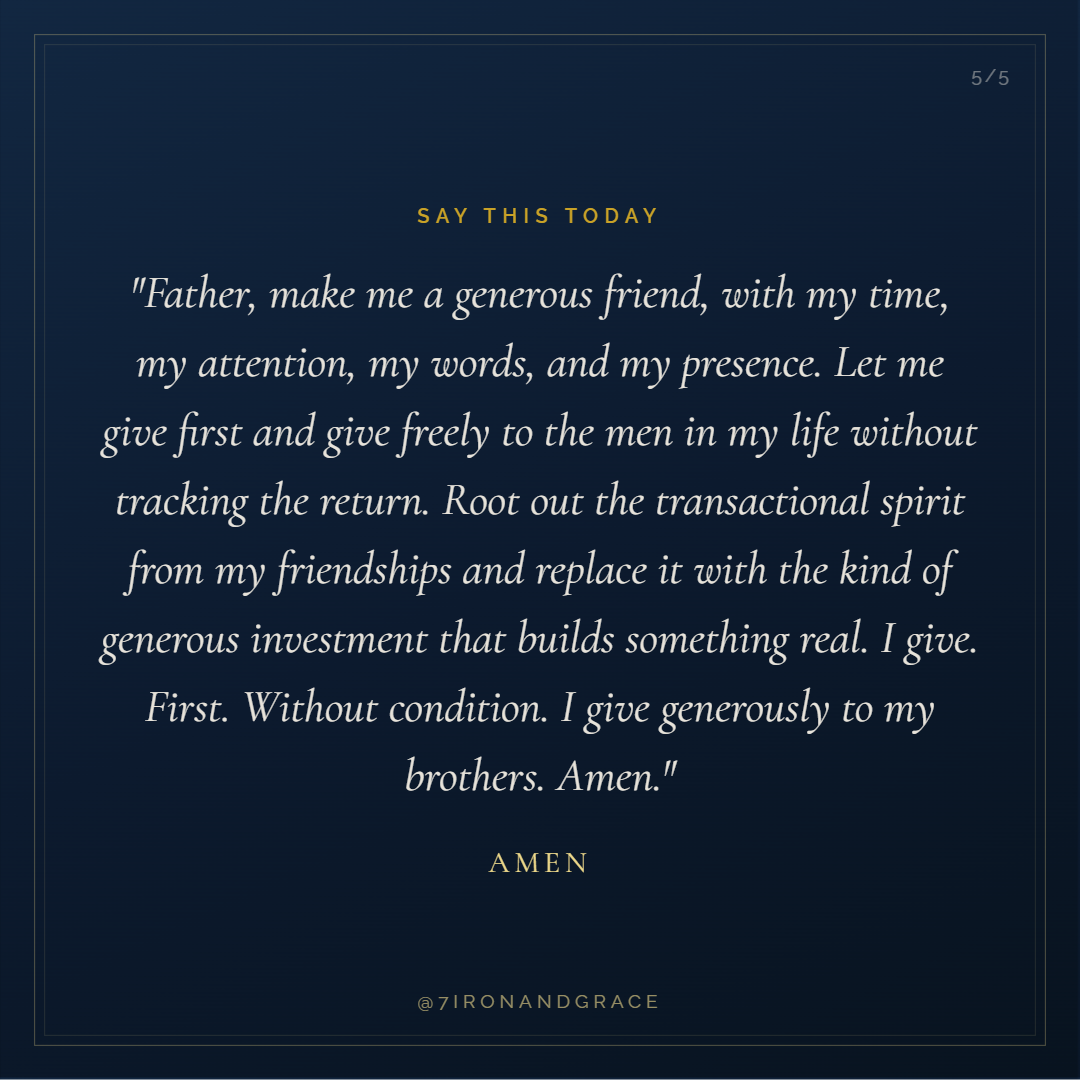 5/5
SAY THIS TODAY
"Father, make me a generous friend, with my time,
my attention, my words, and my presence. Let me
give first and give freely to the men in my life without
tracking the return. Root out the transactional spirit
from my friendships and replace it with the kind of
generous investment that builds something real. I give.
First. Without condition. I give generously to my
brothers. Amen."
AMEN
@7IRONANDGRACE